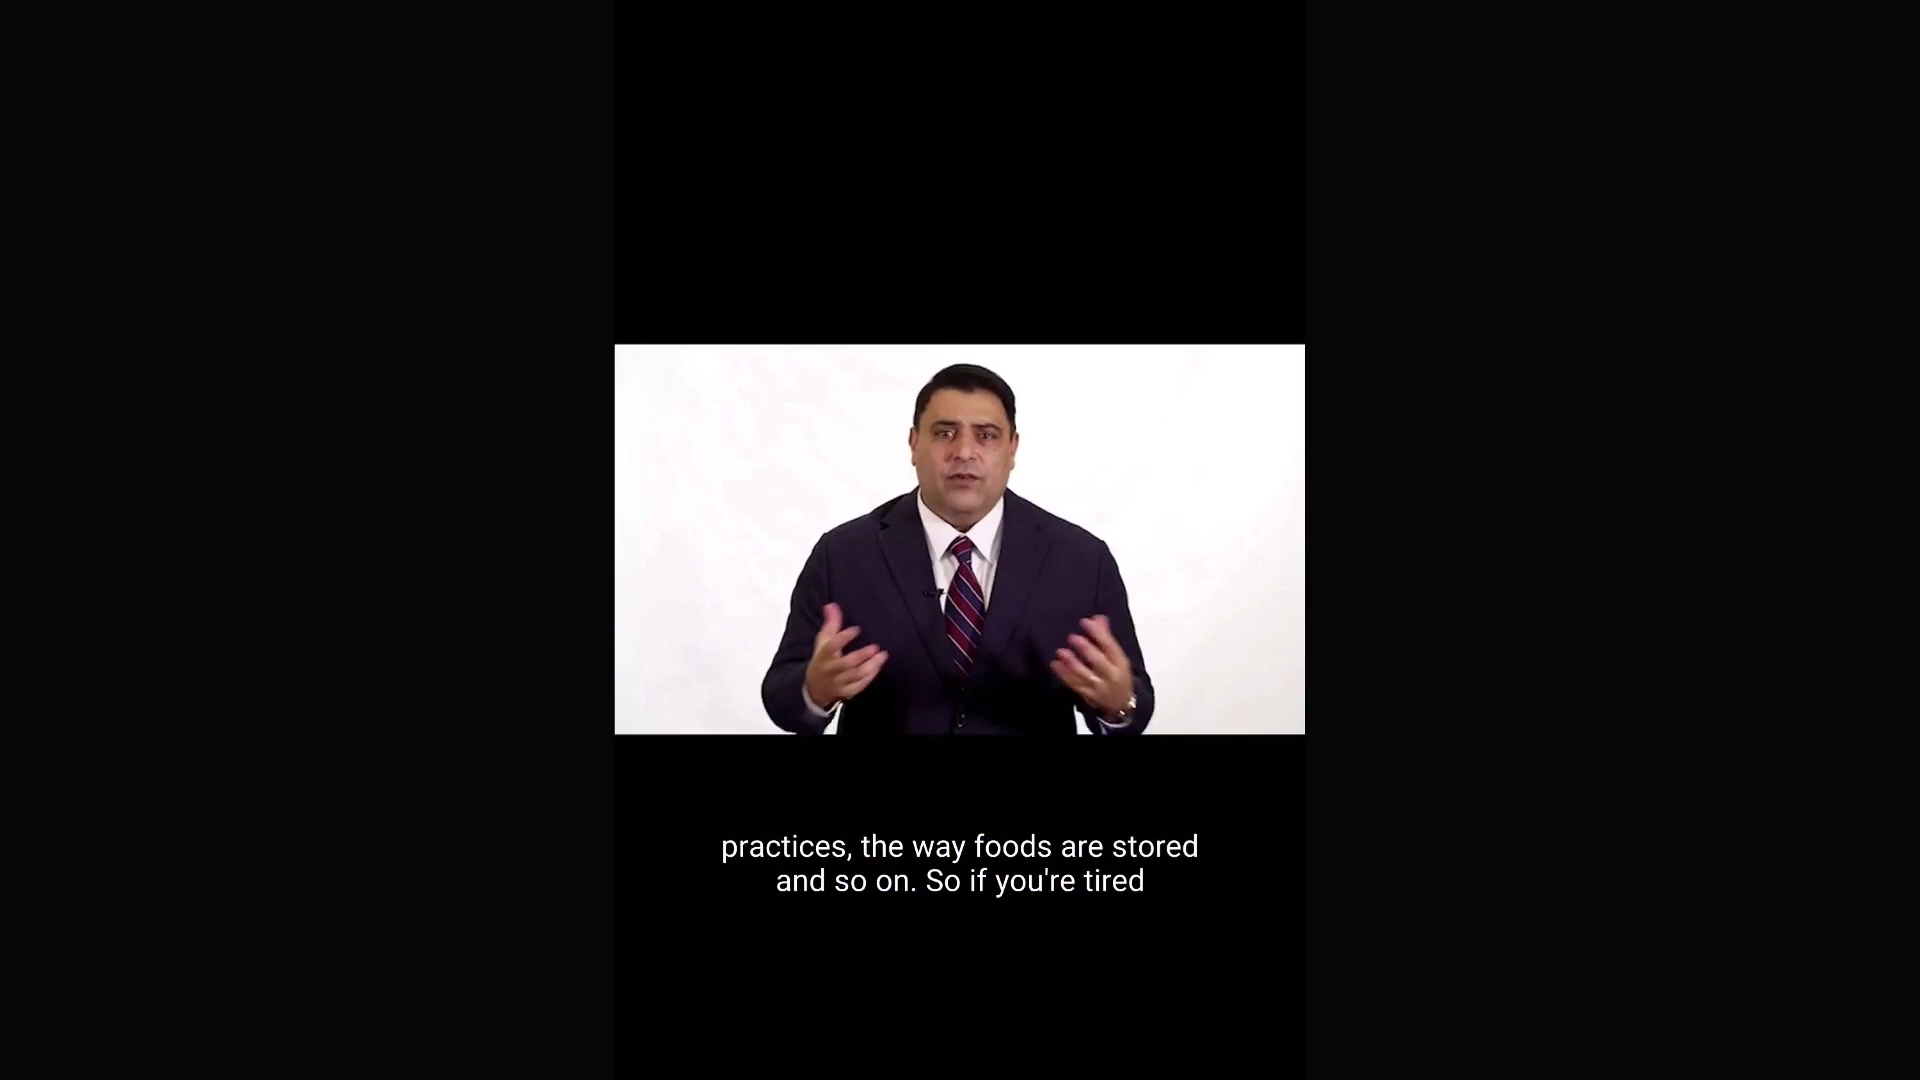 practices, the way foods are stored
and so on. So if you're tired